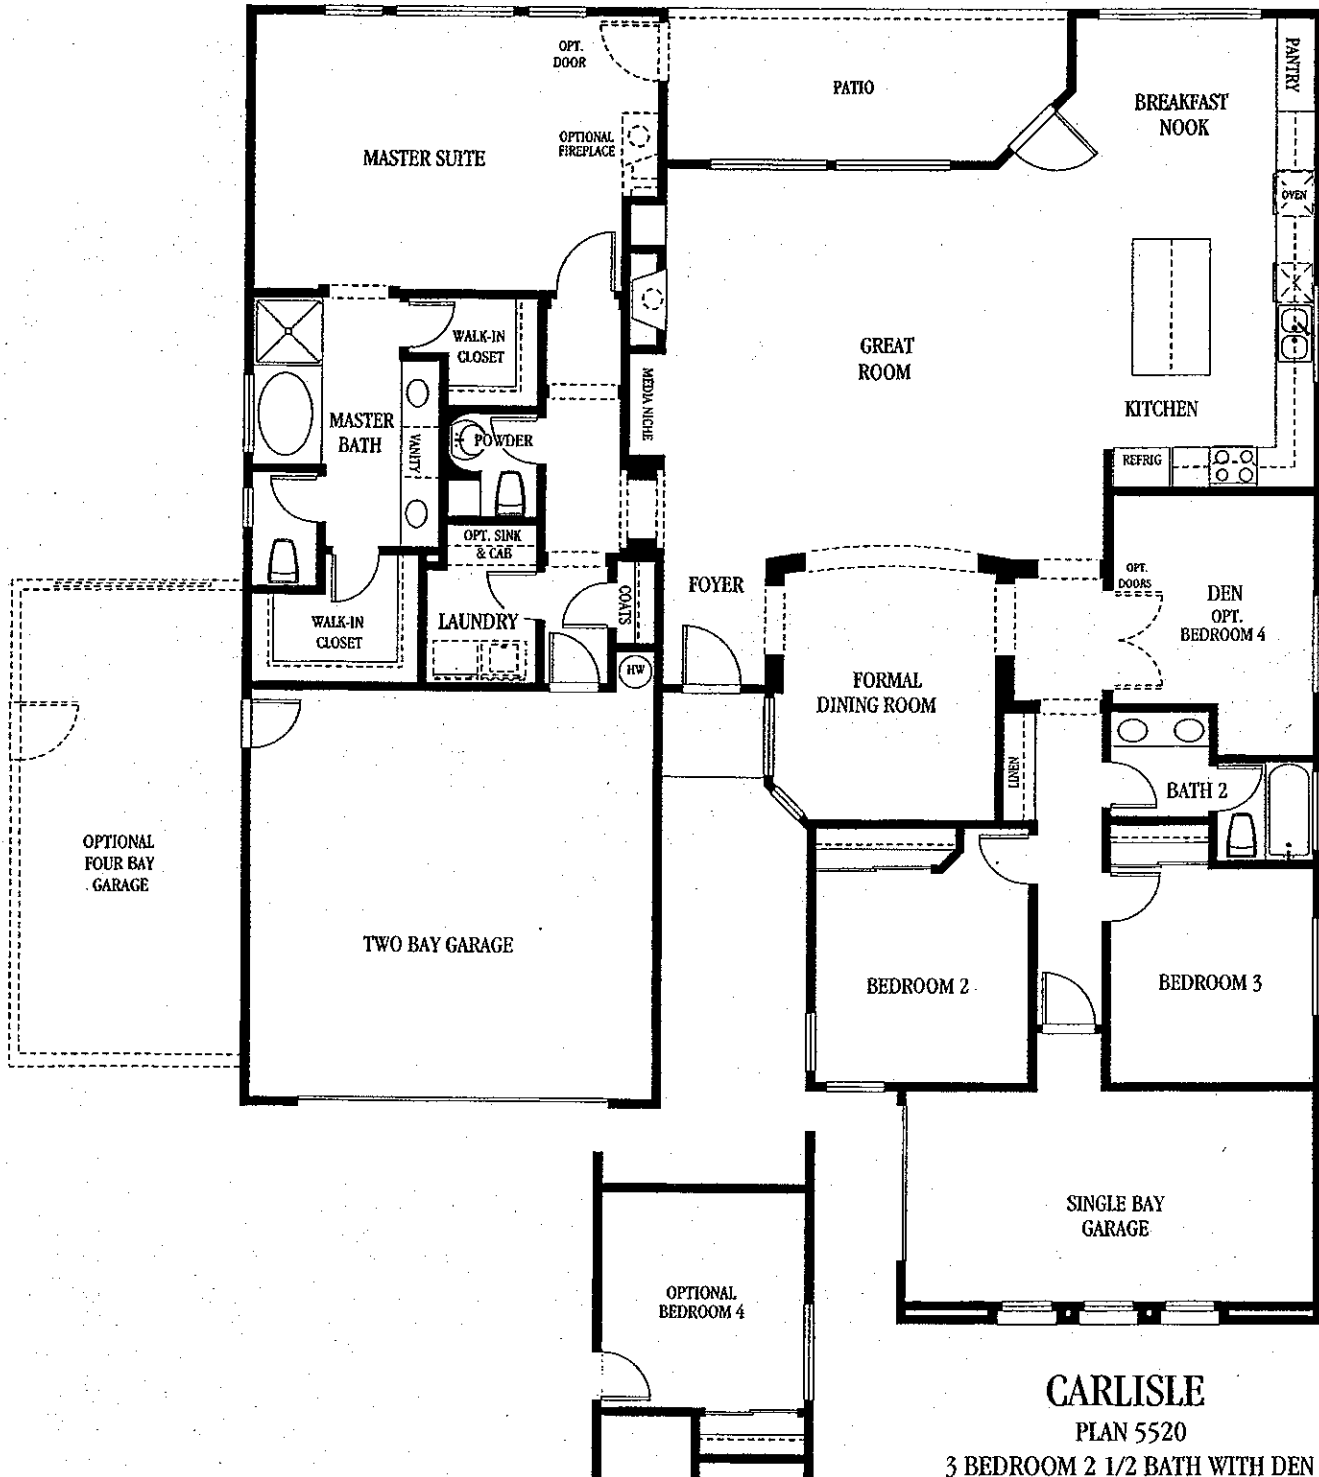 OPT.
DOOR
PATIO
PANTRY
BREAKFAST
NOOK
OPTIONAL
FIREPLACE
MASTER SUITE
OVEN
WALK-IN
CLOSET
GREAT
ROOM
MEDIA NICHE
KITCHEN
MASTER
BATH
VANITY
POWDER
REFRIG
OPT. SINK
& CAB
OPT.
DOORS
DEN
OPT.
BEDROOM 4
FOYER
COATS
LAUNDRY
WALK-IN
CLOSET
HW
FORMAL
DINING ROOM
LINEN
BATH 2
OPTIONAL
FOUR BAY
GARAGE
TWO BAY GARAGE
BEDROOM 2
BEDROOM 3
SINGLE BAY
GARAGE
OPTIONAL
BEDROOM 4
CARLISLE
PLAN 5520
3 BEDROOM 2 1/2 BATH WITH DEN